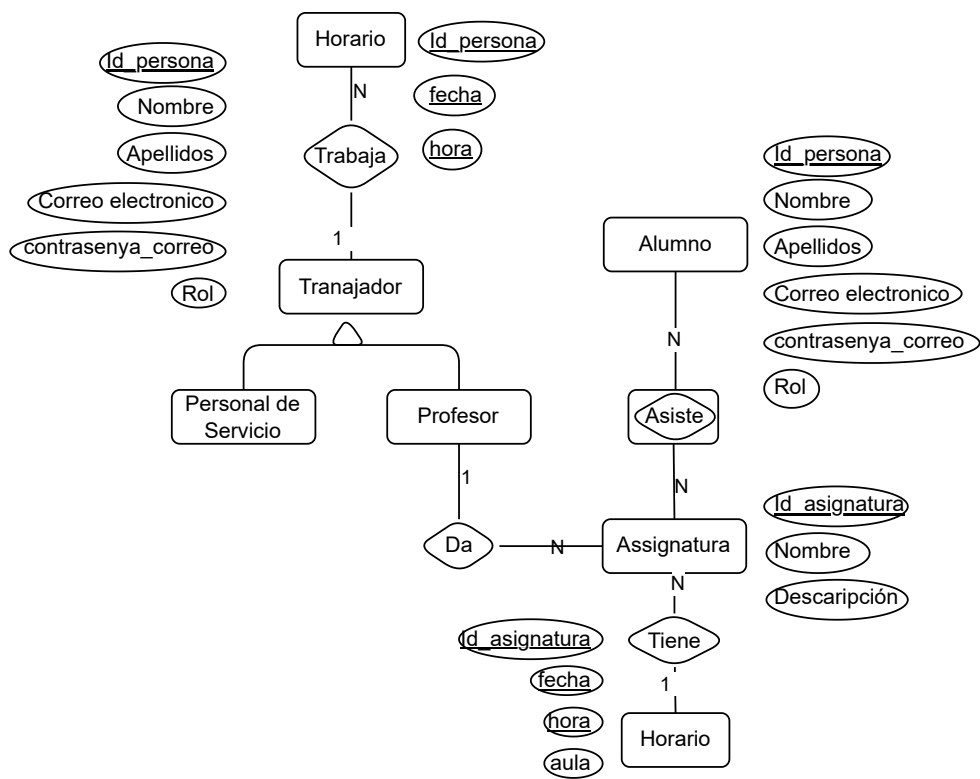 Horario
Id_persona
Id_persona
N
fecha
Nombre
Trabaja
hora
Apellidos
Id_persona
Correo electronico
Nombre
1
contrasenya_correo
Alumno
Apellidos
Tranajador
Rol
Correo electronico
N
contrasenya_correo
Rol
Personal de
Servicio
Profesor
Asiste
1
N
Id_asignatura
Da
N
Assignatura
Nombre
N
Descaripción
Id_asignatura
Tiene
fecha
1
hora
Horario
aula